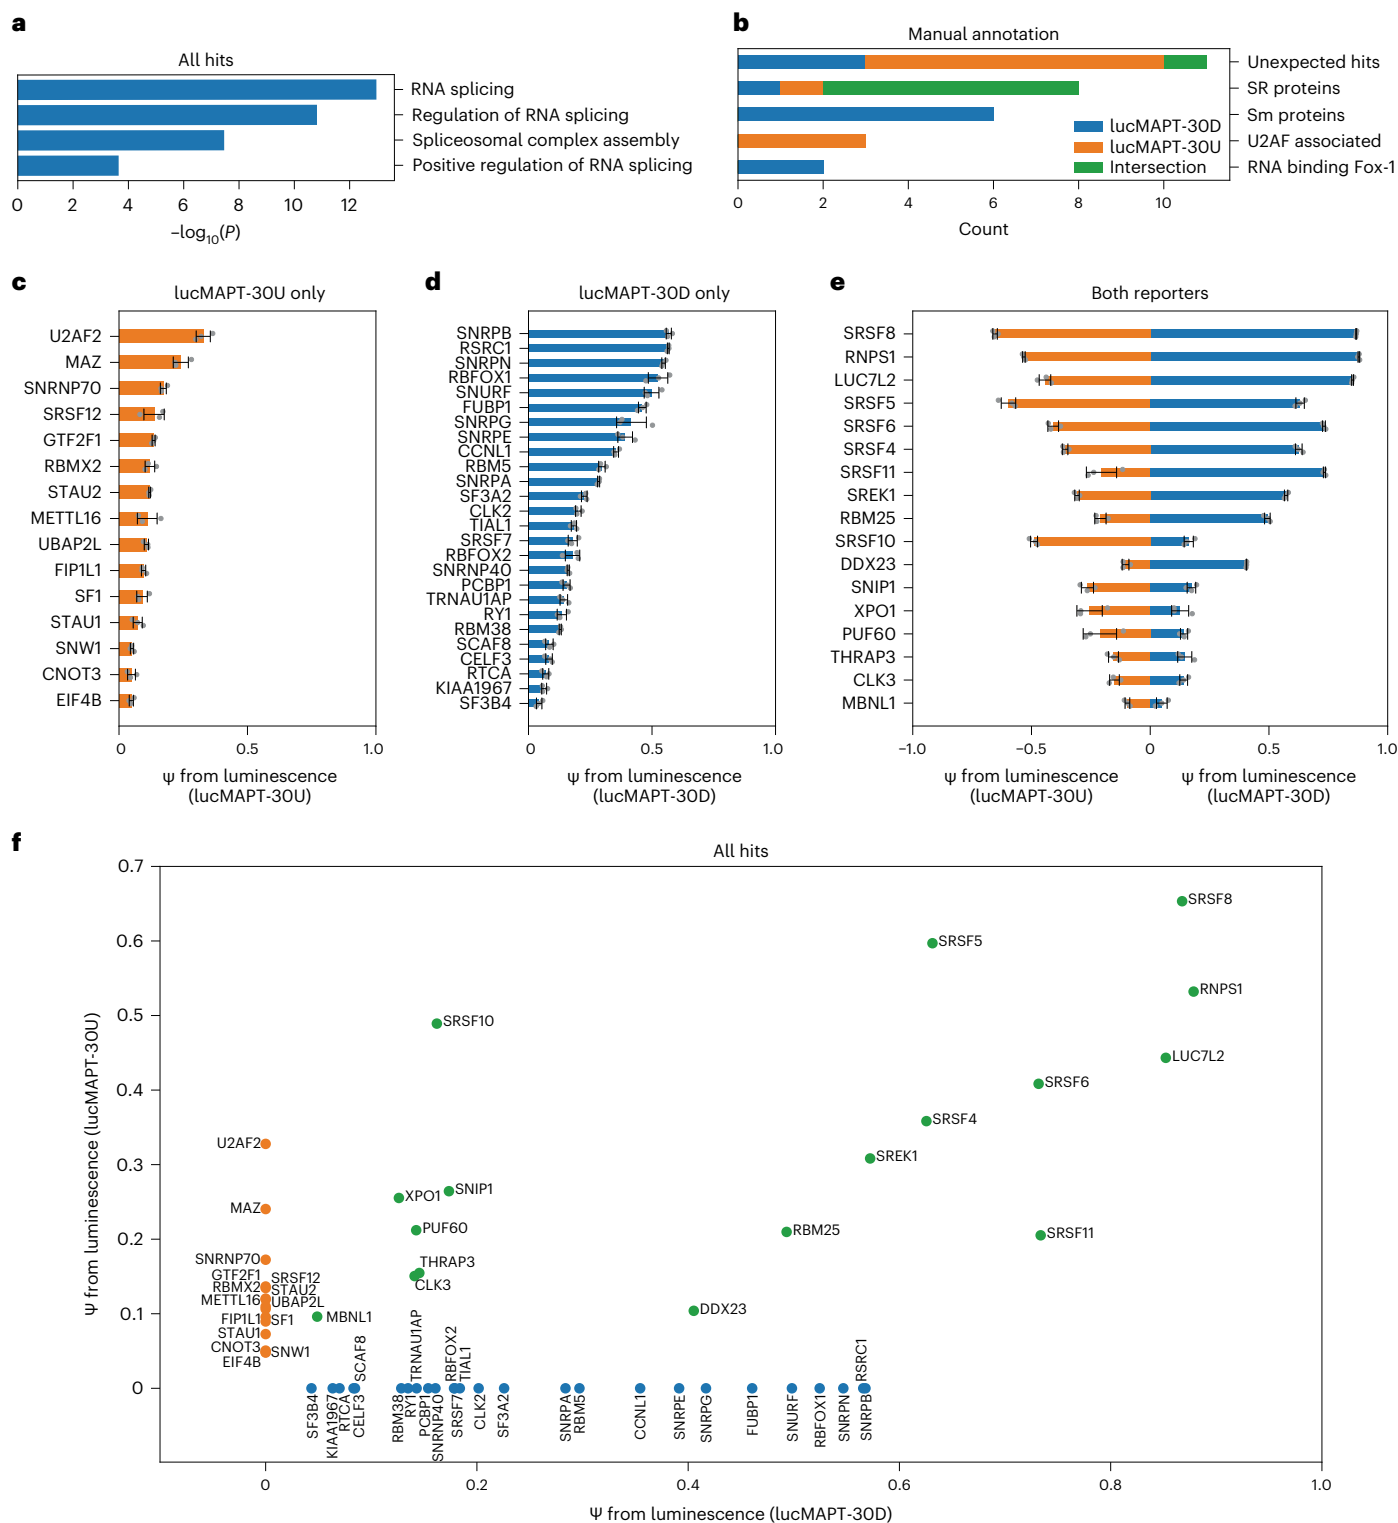 a
All hits
RNA splicing
Regulation of RNA splicing
Spliceosomal complex assembly
Positive regulation of RNA splicing
0 2 4 6 8 10 12
–log10(P)
b
Manual annotation
Unexpected hits
SR proteins
Sm proteins
U2AF associated
RNA binding Fox-1
lucMAPT-30D
lucMAPT-30U
Intersection
0 2 4 6 8 10
Count
c
lucMAPT-30U only
U2AF2
MAZ
SNRNP70
SRSF12
GTF2F1
RBMX2
STAU2
METTL16
UBAP2L
FIP1L1
SF1
STAU1
SNW1
CNOT3
EIF4B
0 0.5 1.0
ψ from luminescence
(lucMAPT-30U)
d
lucMAPT-30D only
SNRPB
RSRC1
SNRPN
RBFOX1
SNURF
FUBP1
SNRPG
SNRPE
CCNL1
RBM5
SNRPA
SF3A2
CLK2
TIAL1
SRSF7
RBFOX2
SNRNP40
PCBP1
TRNAU1AP
RY1
RBM38
SCAF8
CELF3
RTCA
KIAA1967
SF3B4
0 0.5 1.0
ψ from luminescence
(lucMAPT-30D)
e
Both reporters
SRSF8
RNPS1
LUC7L2
SRSF5
SRSF6
SRSF4
SRSF11
SREK1
RBM25
SRSF10
DDX23
SNIP1
XPO1
PUF60
THRAP3
CLK3
MBNL1
–1.0 –0.5 0 0.5 1.0
ψ from luminescence
(lucMAPT-30U)
ψ from luminescence
(lucMAPT-30D)
f
All hits
0.7
0.6
0.5
0.4
0.3
0.2
0.1
0
Ψ from luminescence (lucMAPT-30U)
SRSF8
SRSF5
RNPS1
SRSF10
LUC7L2
SRSF6
SRSF4
U2AF2
SREK1
XPO1
SNIP1
MAZ
PUF60
RBM25
SRSF11
SNRNP70
THRAP3
GTF2F1
SRSF12
CLK3
RBMX2
STAU2
METTL16
UBAP2L
DDX23
FIP1L1
SF1
MBNL1
STAU1
CNOT3
SNW1
EIF4B
SF3B4
KIAA1967
RTCA
CELF3
SCAF8
RBM38
RY1
TRNAU1AP
PCBP1
SNRNP40
RBFOX2
SRSF7
TIAL1
CLK2
SF3A2
SNRPA
RBM5
CCNL1
SNRPE
SNRPG
FUBP1
SNURF
RBFOX1
SNRPN
RSRC1
SNRPB
0 0.2 0.4 0.6 0.8 1.0
Ψ from luminescence (lucMAPT-30D)